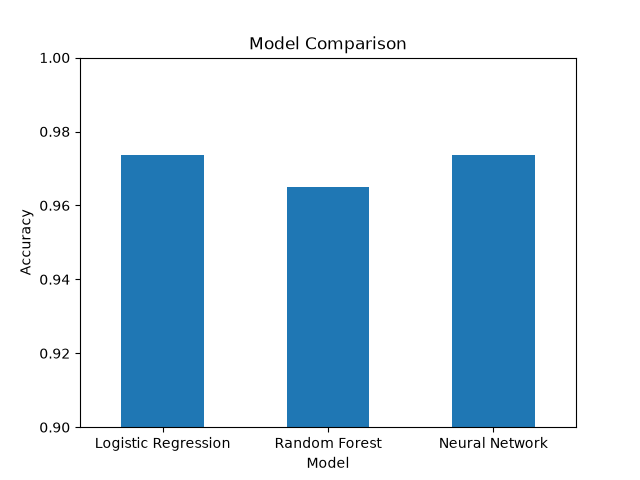 Model Comparison
1.00
0.98
0.96
0.94
0.92
0.90
Accuracy
Logistic Regression
Random Forest
Neural Network
Model